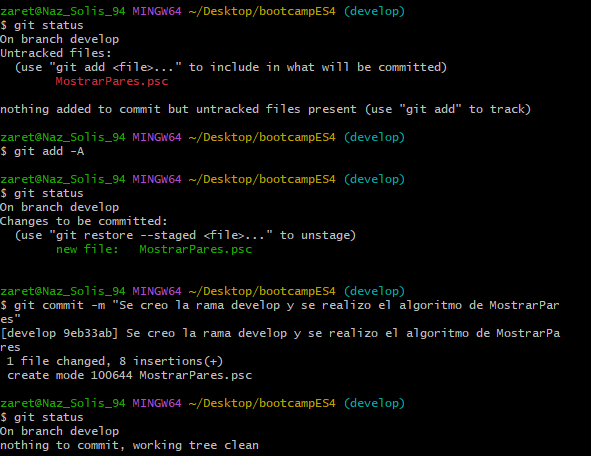 zaret@Naz_Solis_94 MINGW64 ~/Desktop/bootcampES4 (develop)
$ git status
On branch develop
Untracked files:
  (use "git add <file>..." to include in what will be committed)
        MostrarPares.psc

nothing added to commit but untracked files present (use "git add" to track)

zaret@Naz_Solis_94 MINGW64 ~/Desktop/bootcampES4 (develop)
$ git add -A

zaret@Naz_Solis_94 MINGW64 ~/Desktop/bootcampES4 (develop)
$ git status
On branch develop
Changes to be committed:
  (use "git restore --staged <file>..." to unstage)
        new file:   MostrarPares.psc


zaret@Naz_Solis_94 MINGW64 ~/Desktop/bootcampES4 (develop)
$ git commit -m "Se creo la rama develop y se realizo el algoritmo de MostrarPar
es"
[develop 9eb33ab] Se creo la rama develop y se realizo el algoritmo de MostrarPa
res
 1 file changed, 8 insertions(+)
 create mode 100644 MostrarPares.psc

zaret@Naz_Solis_94 MINGW64 ~/Desktop/bootcampES4 (develop)
$ git status
On branch develop
nothing to commit, working tree clean